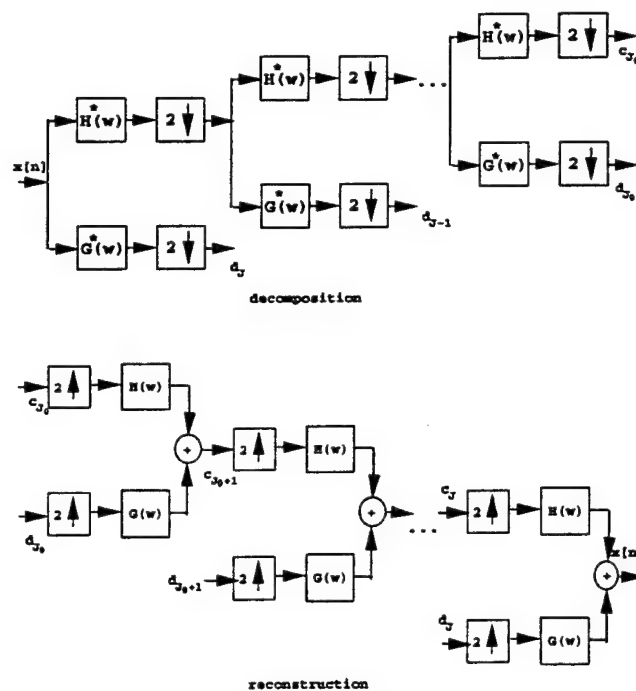 H*(w) 2↓ c_J₀
H*(w) 2↓ ...
H*(w) 2↓
x[n]
G*(w) 2↓ d_J₀
G*(w) 2↓ d_J-1
G*(w) 2↓ d_J
decomposition
2↑ H(w)
c_J₀
+ 2↑ H(w)
c_J₀+1
c_J 2↑ H(w)
2↑ G(w) + ...
d_J₀
x[n
d_J₀+1 2↑ G(w) +
d_J 2↑ G(w)
reconstruction